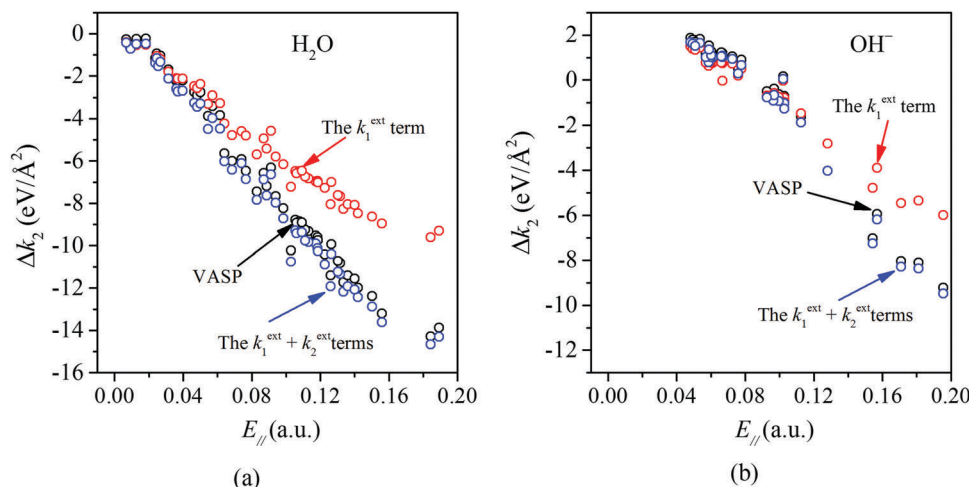 H₂O
Δk₂ (eV/Å²)
0
-2
-4
-6
-8
-10
-12
-14
-16
The k₁ᵉˣᵗ term
VASP
The k₁ᵉˣᵗ + k₂ᵉˣᵗ terms
0.00 0.04 0.08 0.12 0.16 0.20
E// (a.u.)
(a)
OH⁻
Δk₂ (eV/Å²)
2
0
-2
-4
-6
-8
-10
-12
The k₁ᵉˣᵗ term
VASP
The k₁ᵉˣᵗ + k₂ᵉˣᵗ terms
0.00 0.04 0.08 0.12 0.16 0.20
E// (a.u.)
(b)